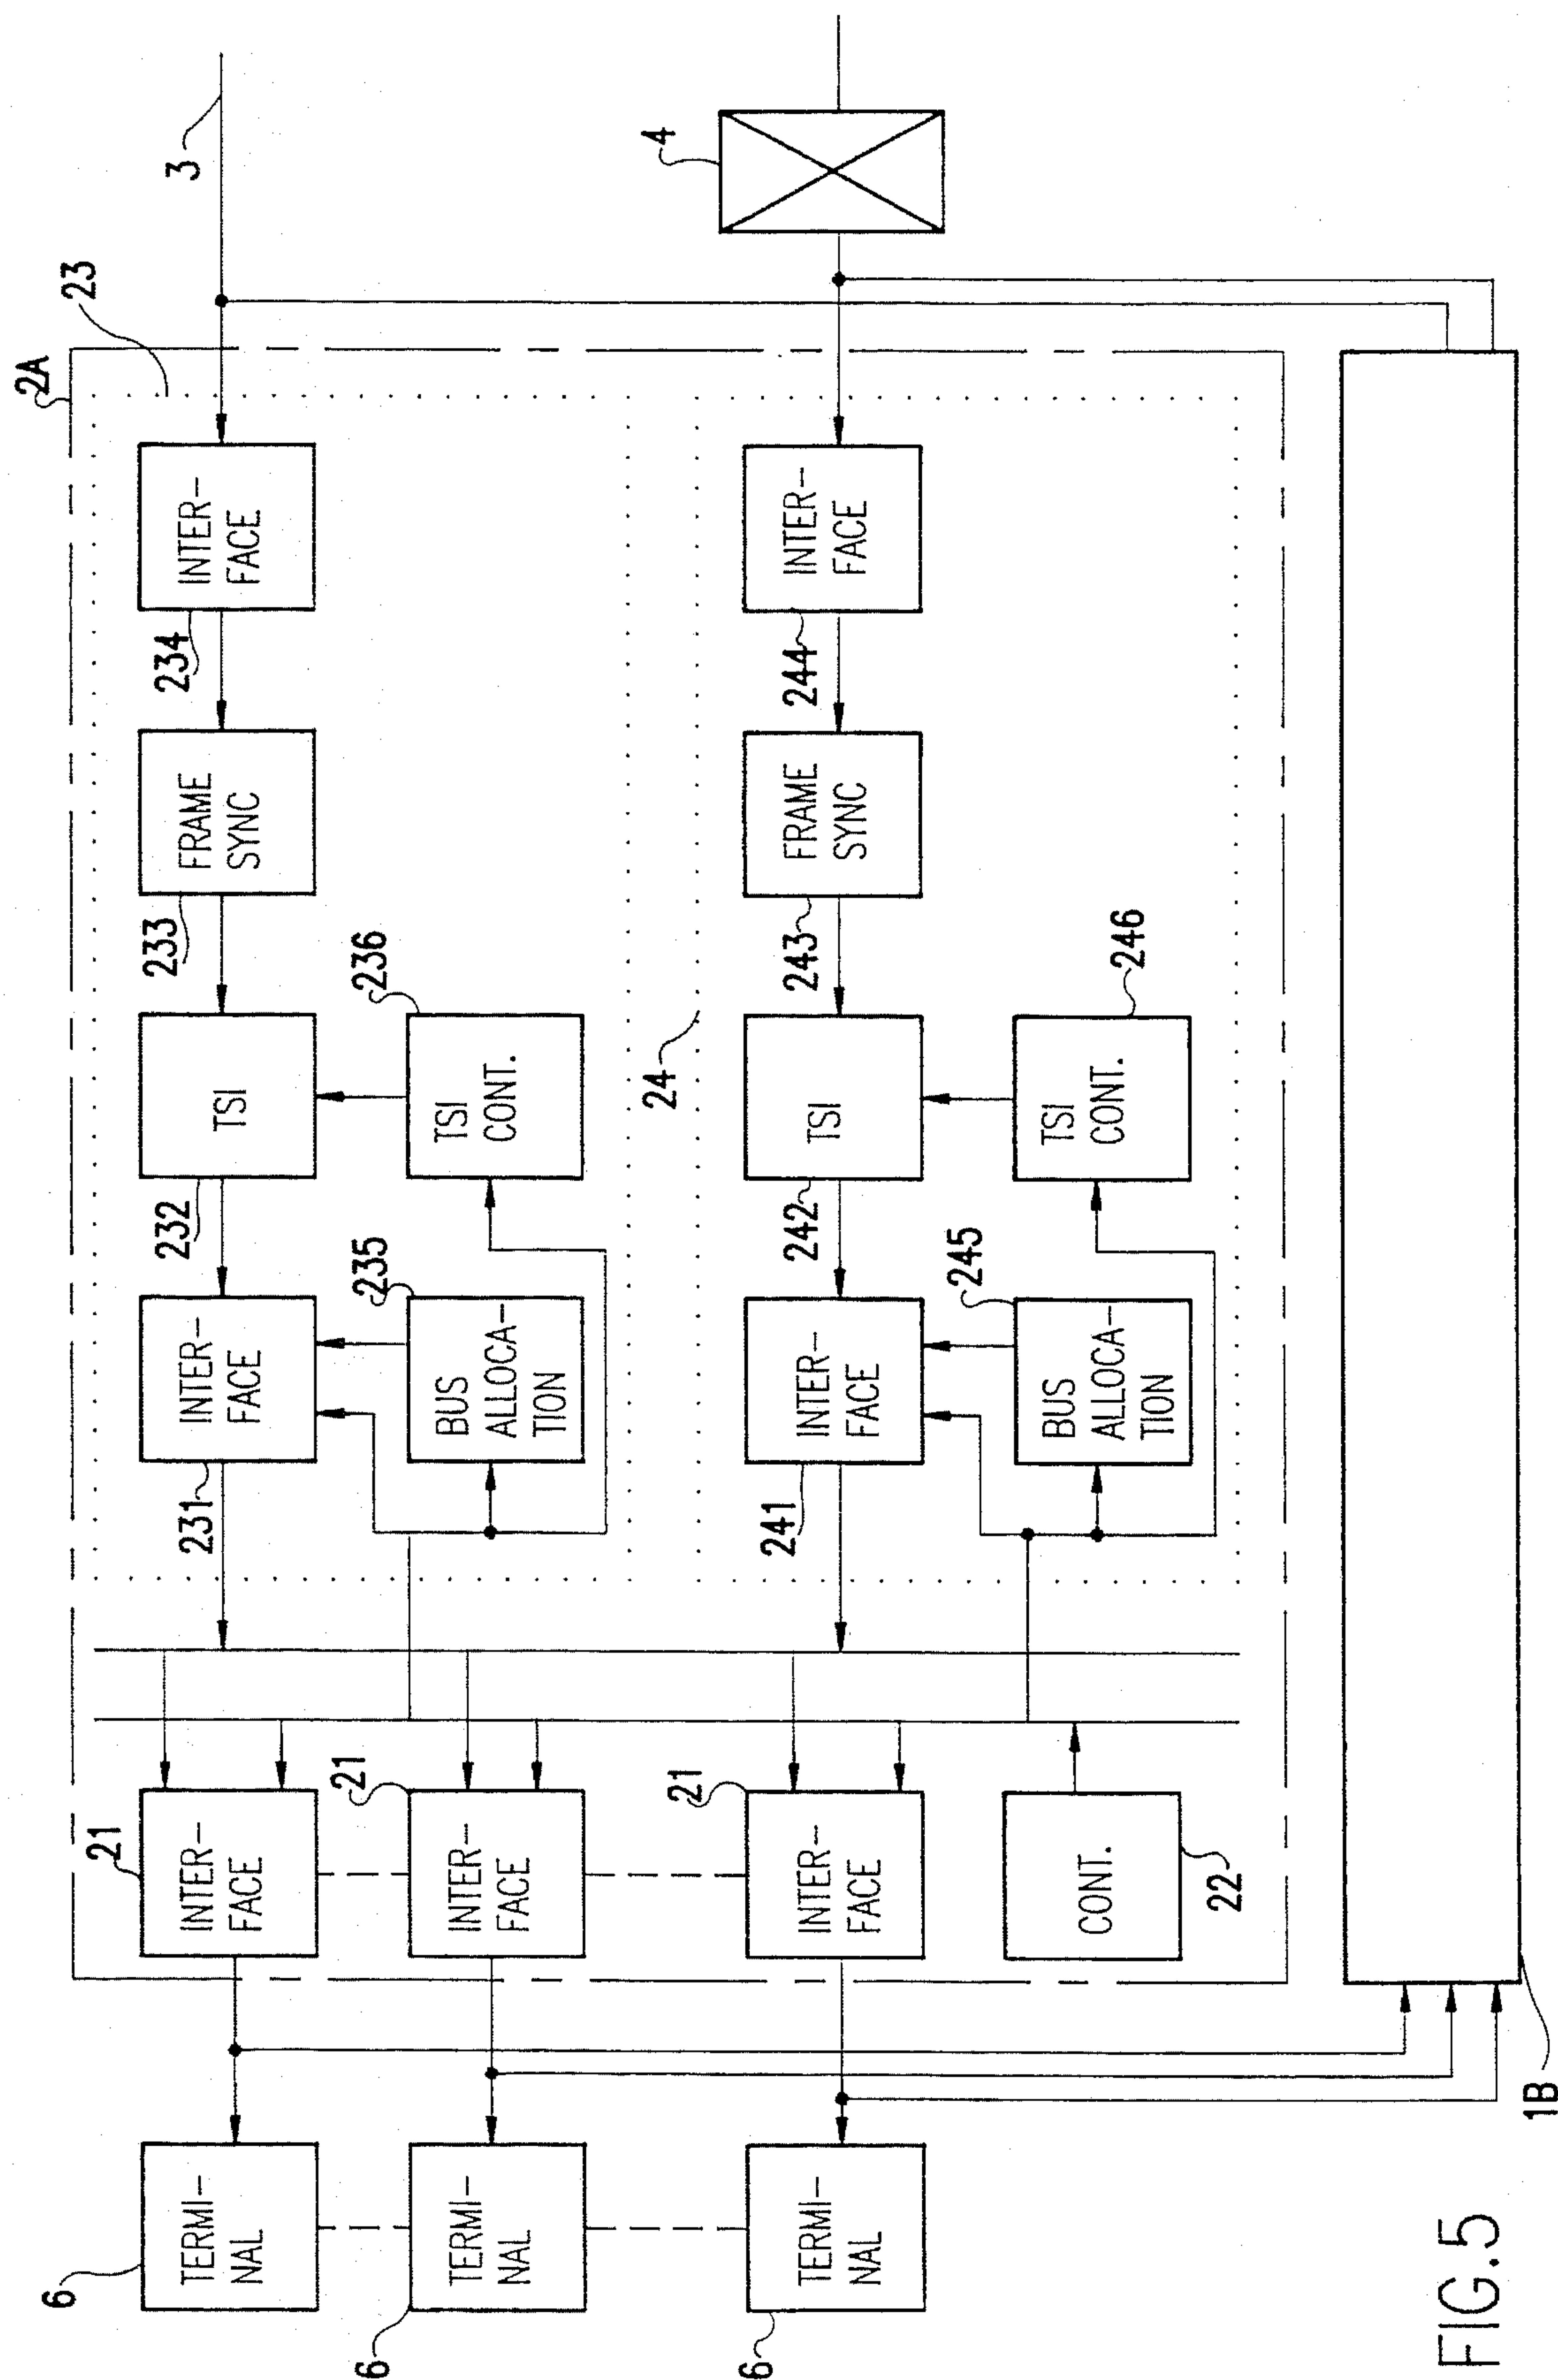 2A
23
3
6
TERMI-
NAL
21
INTER-
FACE
231
INTER-
FACE
232
TSI
233
FRAME
SYNC
234
INTER-
FACE
6
TERMI-
NAL
21
INTER-
FACE
235
BUS
ALLOCA-
TION
236
TSI
CONT.
24
4
6
TERMI-
NAL
21
INTER-
FACE
241
INTER-
FACE
242
TSI
243
FRAME
SYNC
244
INTER-
FACE
22
CONT.
245
BUS
ALLOCA-
TION
246
TSI
CONT.
1B
FIG.5